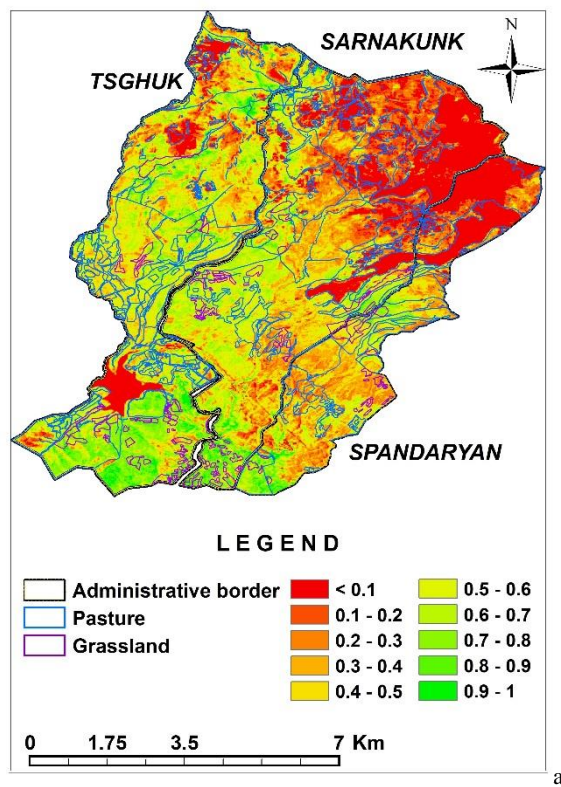 SARNAKUNK
N
TSGHUK
SPANDARYAN
LEGEND
Administrative border
Pasture
Grassland
< 0.1
0.1 - 0.2
0.2 - 0.3
0.3 - 0.4
0.4 - 0.5
0.5 - 0.6
0.6 - 0.7
0.7 - 0.8
0.8 - 0.9
0.9 - 1
0 1.75 3.5 7 Km
a